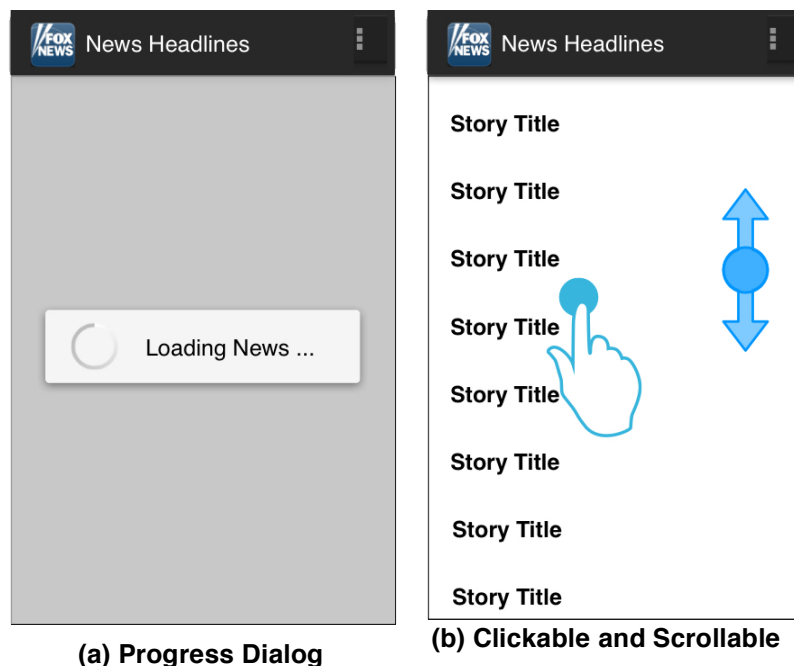 FOX
NEWS
News Headlines
Loading News ...
(a) Progress Dialog
FOX
NEWS
News Headlines
Story Title
Story Title
Story Title
Story Title
Story Title
Story Title
Story Title
Story Title
(b) Clickable and Scrollable